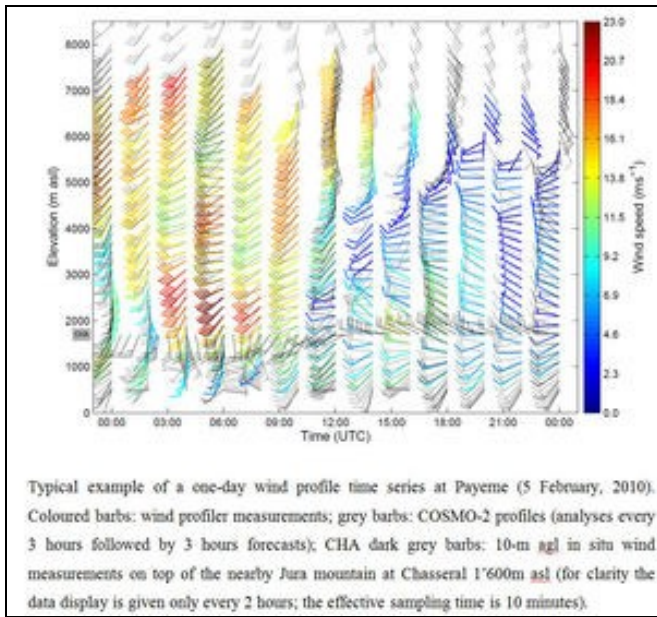 8000
7000
6000
5000
4000
3000
2000
1000
0
Elevation (m asl)
00:00 03:00 06:00 09:00 12:00 15:00 18:00 21:00 00:00
Time (UTC)
23.0
20.7
18.4
16.1
13.8
11.5
9.2
6.9
4.6
2.3
0.0
Wind speed (ms⁻¹)
Typical example of a one-day wind profile time series at Payeme (5 February, 2010).
Coloured barbs: wind profiler measurements; grey barbs: COSMO-2 profiles (analyses every
3 hours followed by 3 hours forecasts); CHA dark grey barbs: 10-m agl in situ wind
measurements on top of the nearby Jura mountain at Chasseral 1'600m asl (for clarity the
data display is given only every 2 hours; the effective sampling time is 10 minutes).